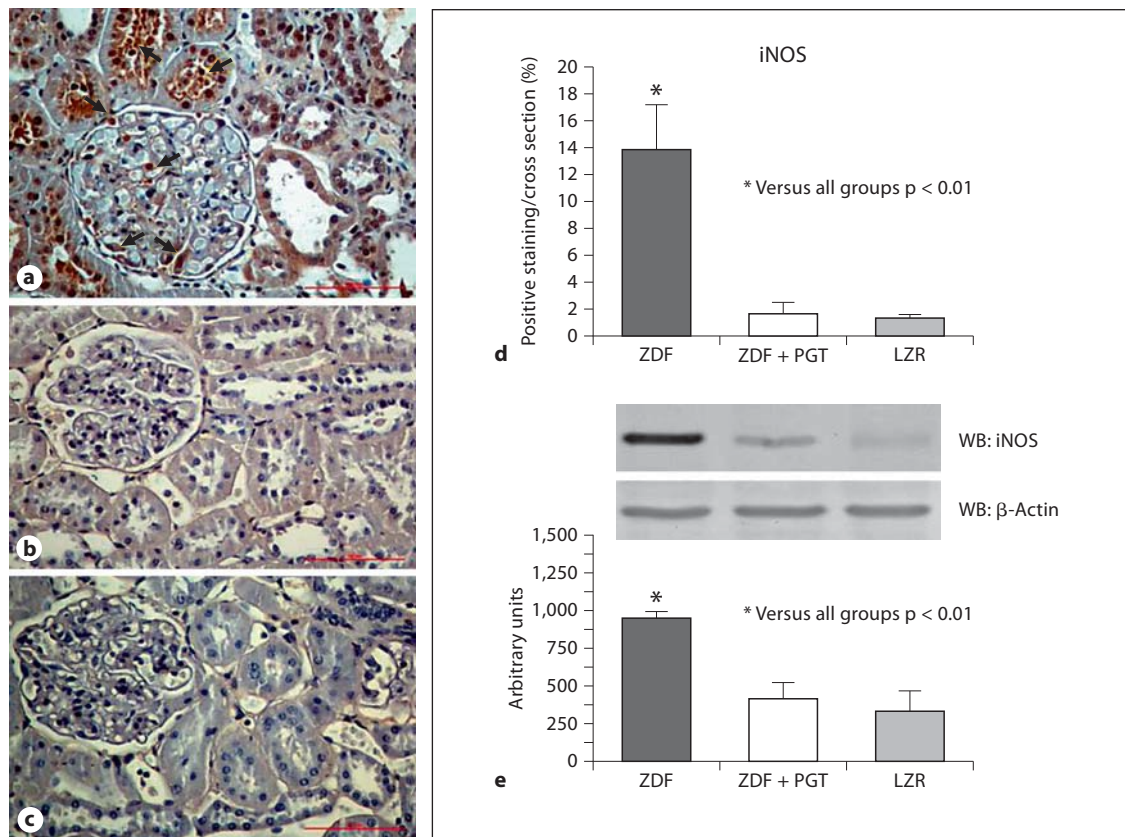 a
b
c
iNOS
Positive staining/cross section (%)
20
18
16
14
12
10
8
6
4
2
0
*
* Versus all groups p < 0.01
d
ZDF
ZDF + PGT
LZR
WB: iNOS
WB: β-Actin
Arbitrary units
1,500
1,250
1,000
750
500
250
0
*
* Versus all groups p < 0.01
e
ZDF
ZDF + PGT
LZR